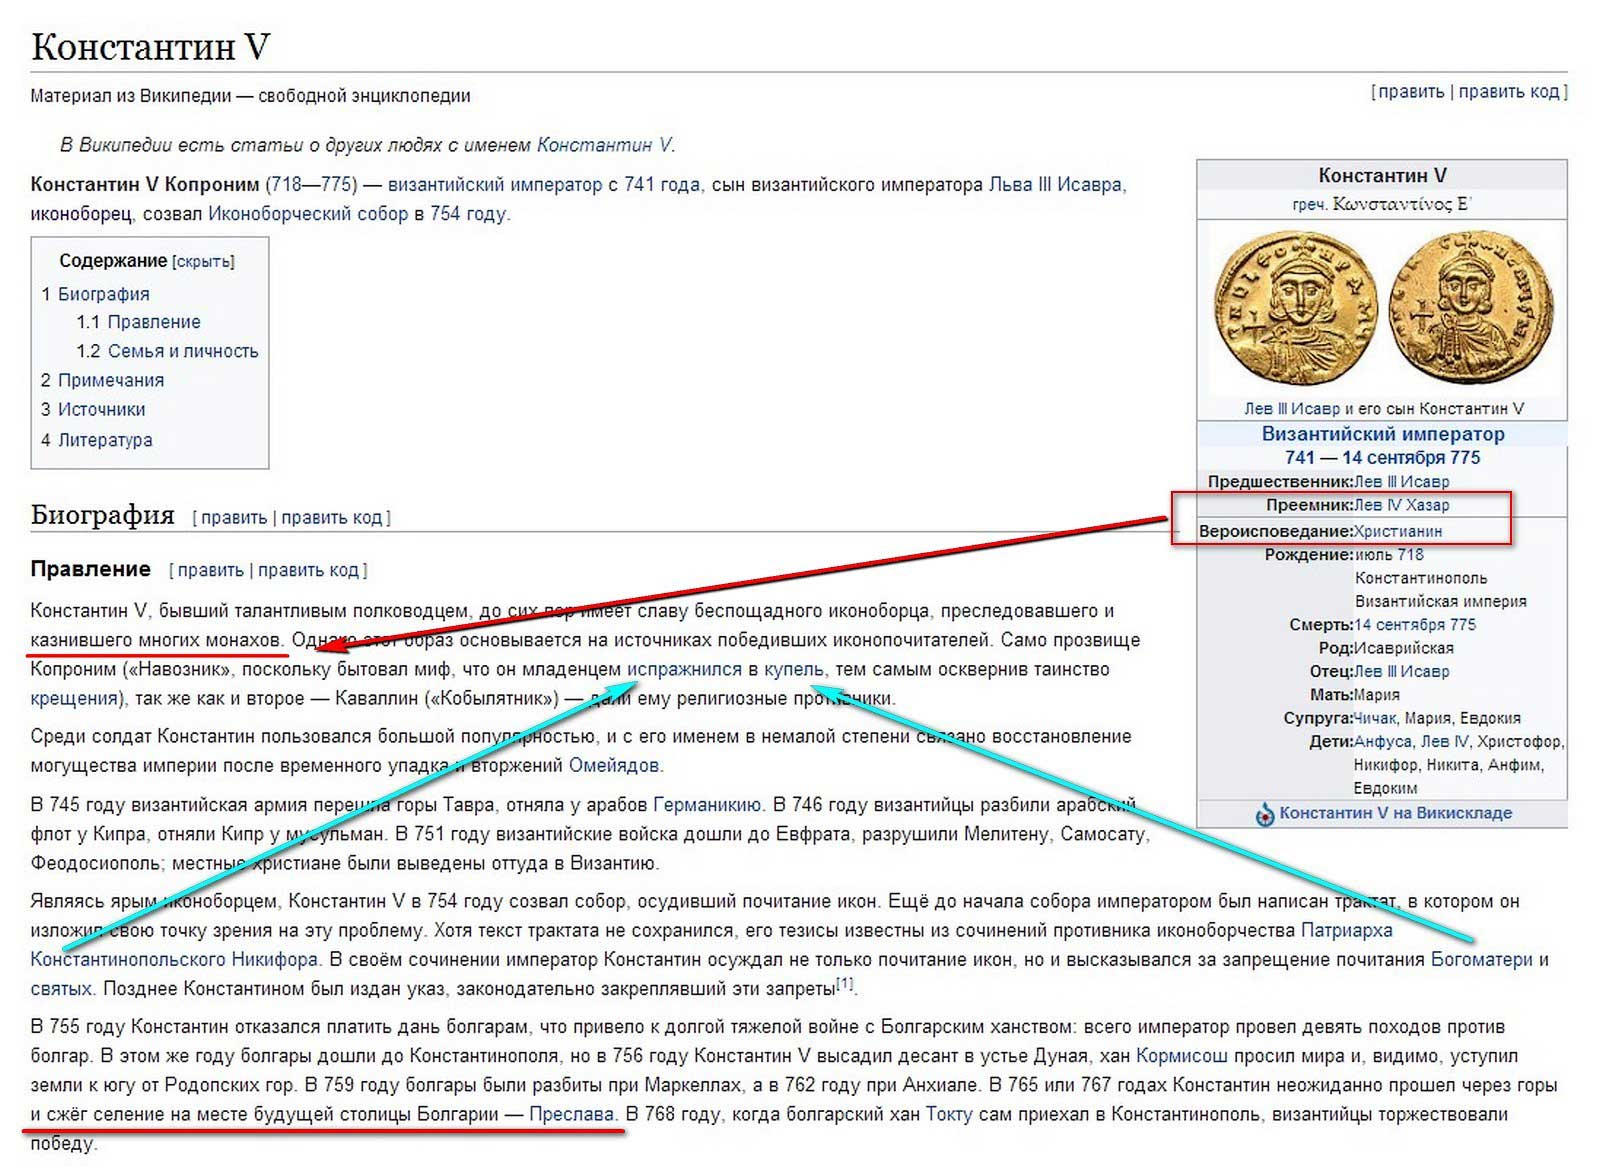 Константин V
Материал из Википедии — свободной энциклопедии
[ править | править код ]
В Википедии есть статьи о других людях с именем Константин V.
Константин V Копроним (718—775) — византийский император с 741 года, сын византийского императора Льва III Исавра,
иконоборец, созвал Иконоборческий собор в 754 году.
Содержание [скрыть]
1 Биография
1.1 Правление
1.2 Семья и личность
2 Примечания
3 Источники
4 Литература
Константин V
греч. Κωνσταντίνος Ε΄
Лев III Исавр и его сын Константин V
Византийский император
741 — 14 сентября 775
Предшественник: Лев III Исавр
Преемник: Лев IV Хазар
Вероисповедание: Христианин
Рождение: июль 718
Константинополь
Византийская империя
Смерть: 14 сентября 775
Род: Исаврийская
Отец: Лев III Исавр
Мать: Мария
Супруга: Чичак, Мария, Евдокия
Дети: Анфуса, Лев IV, Христофор,
Никифор, Никита, Анфим,
Евдоким
Константин V на Викискладе
Биография [ править | править код ]
Правление [ править | править код ]
Константин V, бывший талантливым полководцем, до сих пор имеет славу беспощадного иконоборца, преследовавшего и
казнившего многих монахов. Однако этот образ основывается на источниках победивших иконопочитателей. Само прозвище
Копроним («Навозник», поскольку бытовал миф, что он младенцем испражнился в купель, тем самым осквернив таинство
крещения), так же как и второе — Каваллин («Кобылятник») — дали ему религиозные противники.
Среди солдат Константин пользовался большой популярностью, и с его именем в немалой степени связано восстановление
могущества империи после временного упадка и вторжений Омейядов.
В 745 году византийская армия перешла горы Тавра, отняла у арабов Германикию. В 746 году византийцы разбили арабский
флот у Кипра, отняли Кипр у мусульман. В 751 году византийские войска дошли до Евфрата, разрушили Мелитену, Самосату,
Феодосиополь; местные христиане были выведены оттуда в Византию.
Являясь ярым иконоборцем, Константин V в 754 году созвал собор, осудивший почитание икон. Ещё до начала собора императором был написан трактат, в котором он
изложил свою точку зрения на эту проблему. Хотя текст трактата не сохранился, его тезисы известны из сочинений противника иконоборчества Патриарха
Константинопольского Никифора. В своём сочинении император Константин осуждал не только почитание икон, но и высказывался за запрещение почитания Богоматери и
святых. Позднее Константином был издан указ, законодательно закреплявший эти запреты[1].
В 755 году Константин отказался платить дань болгарам, что привело к долгой тяжелой войне с Болгарским ханством: всего император провел девять походов против
болгар. В этом же году болгары дошли до Константинополя, но в 756 году Константин V высадил десант в устье Дуная, хан Кормисош просил мира и, видимо, уступил
земли к югу от Родопских гор. В 759 году болгары были разбиты при Маркеллах, а в 762 году при Анхиале. В 765 или 767 годах Константин неожиданно прошел через горы
и сжёг селение на месте будущей столицы Болгарии — Преслава. В 768 году, когда болгарский хан Токту сам приехал в Константинополь, византийцы торжествовали
победу.